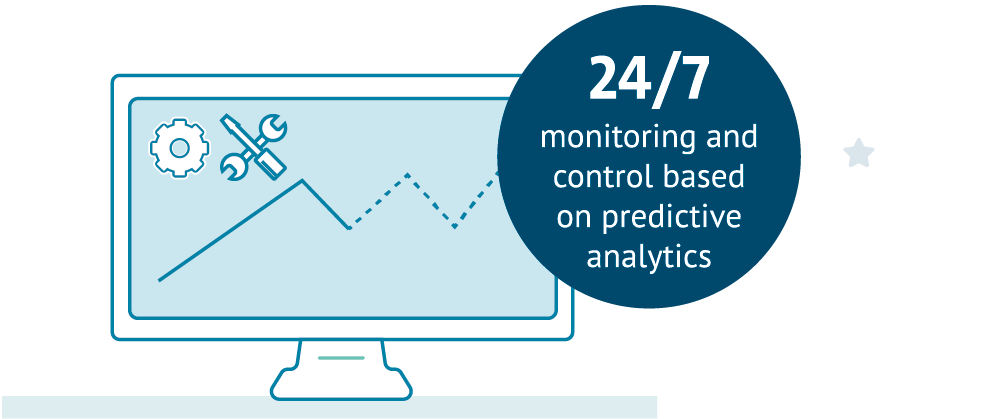 24/7
monitoring and
control based
on predictive
analytics